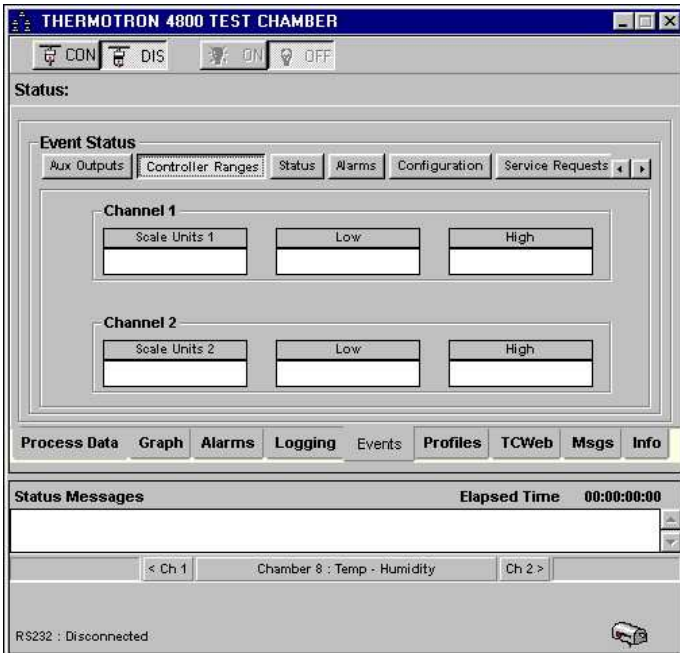 THERMOTRON 4800 TEST CHAMBER
CON DIS ON OFF
Status:
Event Status
Aux Outputs Controller Ranges Status Alarms Configuration Service Requests
Channel 1
Scale Units 1 Low High
Channel 2
Scale Units 2 Low High
Process Data Graph Alarms Logging Events Profiles TCWeb Msgs Info
Status Messages Elapsed Time 00:00:00:00
< Ch 1 Chamber 8 : Temp - Humidity Ch 2 >
RS232 : Disconnected